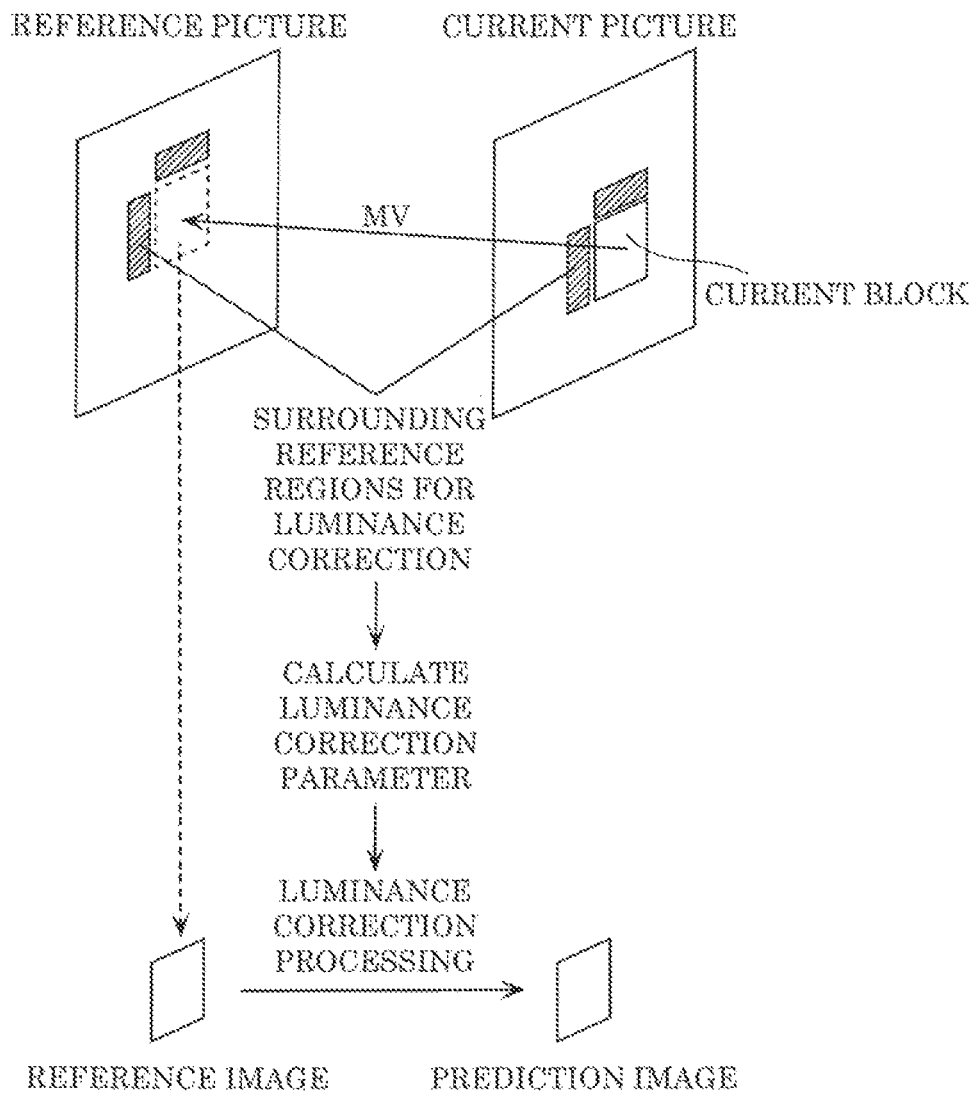 REFERENCE PICTURE
CURRENT PICTURE
MV
CURRENT BLOCK
SURROUNDING
REFERENCE
REGIONS FOR
LUMINANCE
CORRECTION
CALCULATE
LUMINANCE
CORRECTION
PARAMETER
LUMINANCE
CORRECTION
PROCESSING
REFERENCE IMAGE
PREDICTION IMAGE